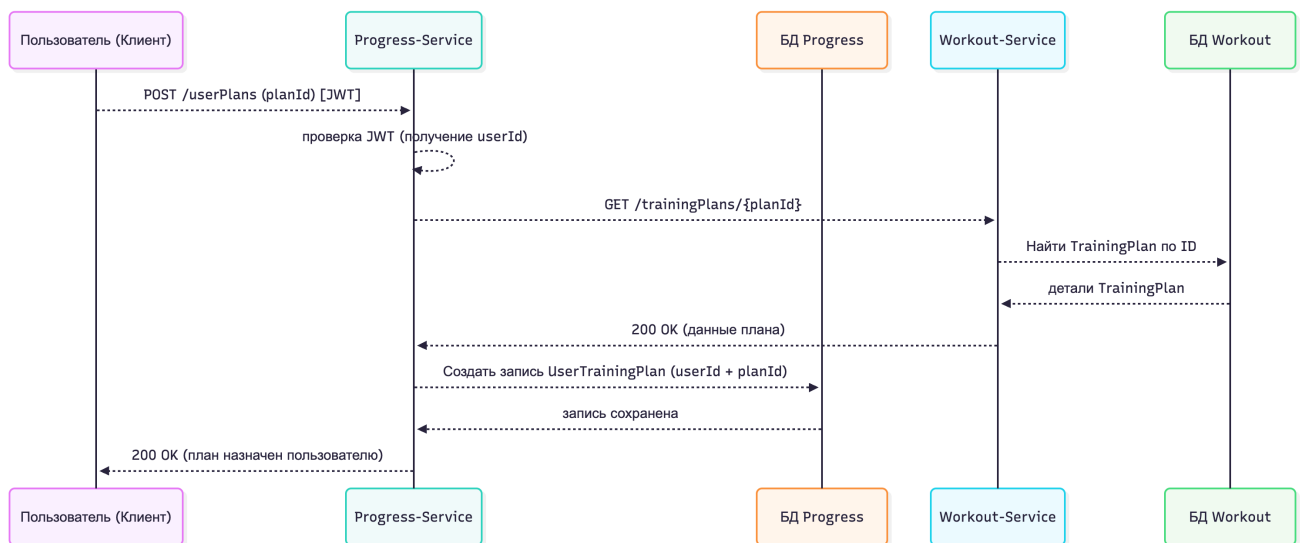 Пользователь (Клиент)
Progress-Service
БД Progress
Workout-Service
БД Workout
POST /userPlans (planId) [JWT]
проверка JWT (получение userId)
GET /trainingPlans/{planId}
Найти TrainingPlan по ID
детали TrainingPlan
200 OK (данные плана)
Создать запись UserTrainingPlan (userId + planId)
запись сохранена
200 OK (план назначен пользователю)
Пользователь (Клиент)
Progress-Service
БД Progress
Workout-Service
БД Workout